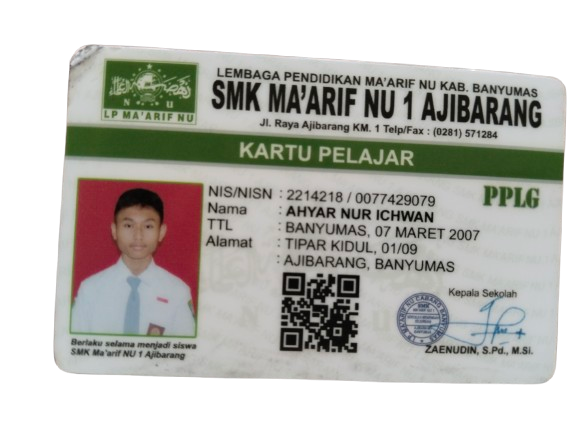 LEMBAGA PENDIDIKAN MA'ARIF NU KAB. BANYUMAS
SMK MA'ARIF NU 1 AJIBARANG
Jl. Raya Ajibarang KM. 1 Telp/Fax : (0281) 571284
N U
LP MA'ARIF NU
KARTU PELAJAR
PPLG
NIS/NISN : 2214218 / 0077429079
Nama : AHYAR NUR ICHWAN
TTL : BANYUMAS, 07 MARET 2007
Alamat : TIPAR KIDUL, 01/09
: AJIBARANG, BANYUMAS
Kepala Sekolah
ZAENUDIN, S.Pd., M.Si.
Berlaku selama menjadi siswa
SMK Ma'arif NU 1 Ajibarang